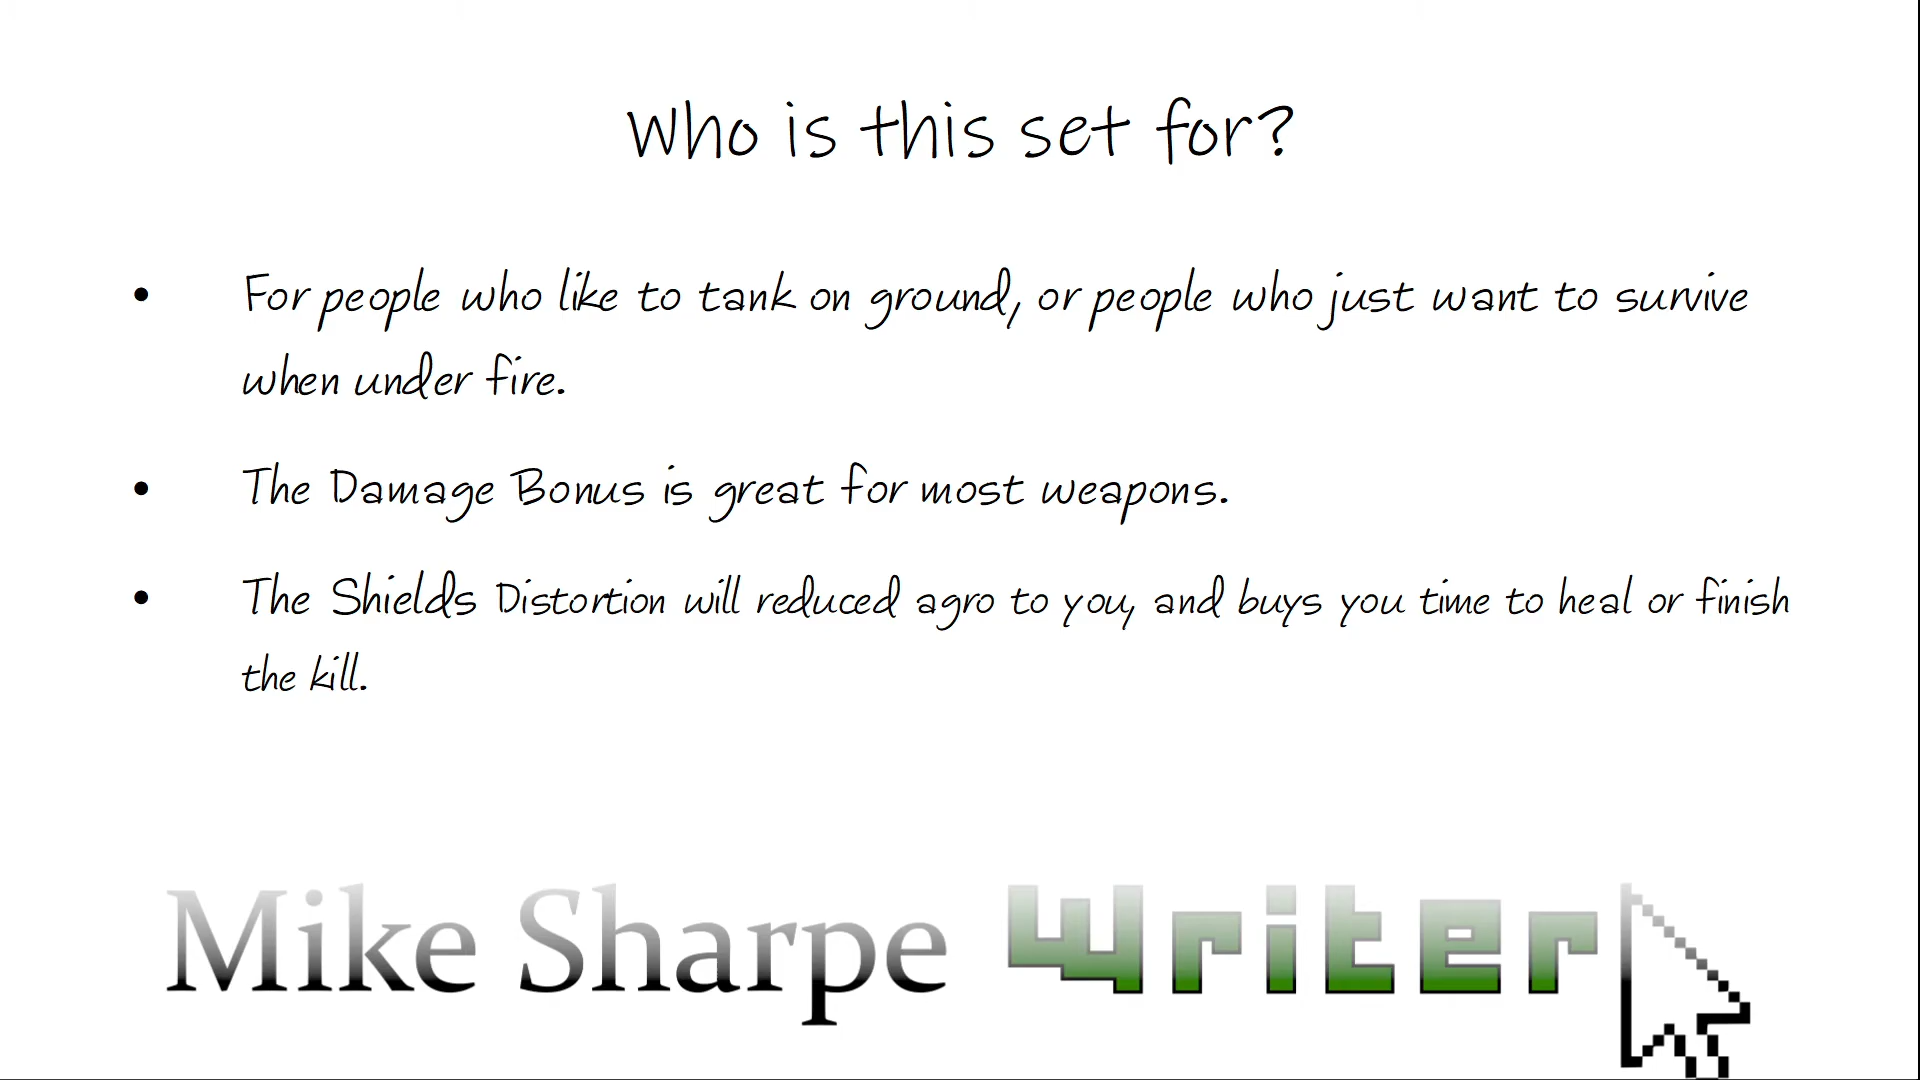 Who is this set for?
• For people who like to tank on ground, or people who just want to survive
when under fire.
• The Damage Bonus is great for most weapons.
• The Shields Distortion will reduced agro to you, and buys you time to heal or finish
the kill.
Mike Sharpe Writer